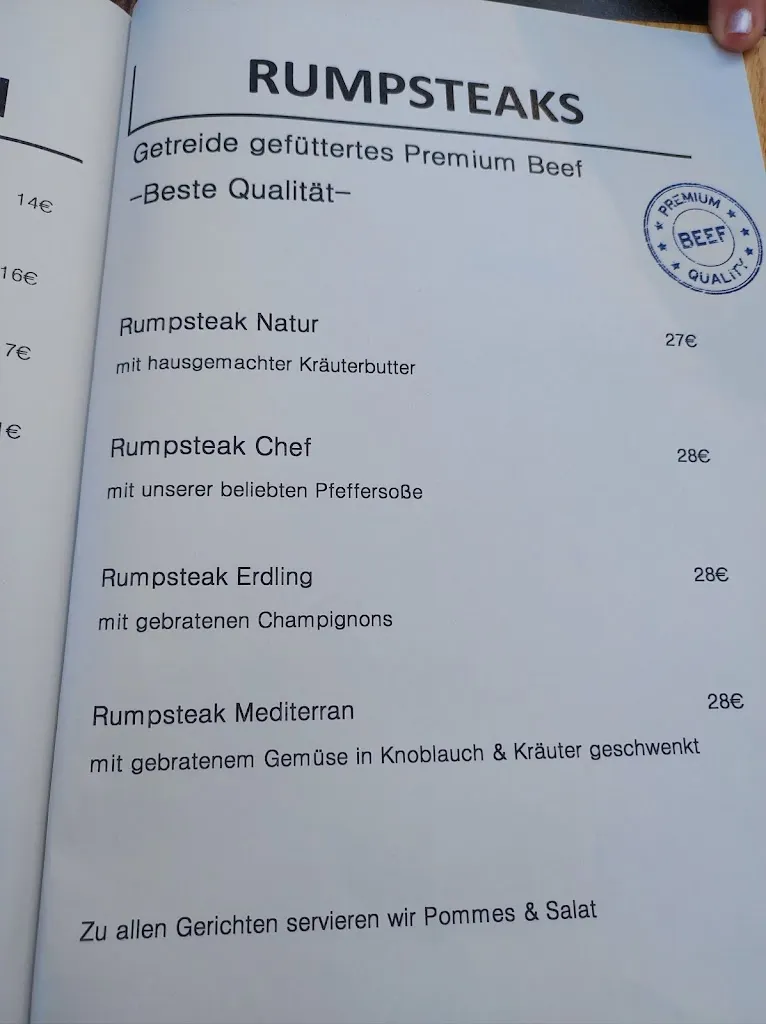 14€
16€
7€
€
RUMPSTEAKS
Getreide gefüttertes Premium Beef
-Beste Qualität-
PREMIUM
BEEF
QUALITY
Rumpsteak Natur 27€
mit hausgemachter Kräuterbutter
Rumpsteak Chef 28€
mit unserer beliebten Pfeffersoße
Rumpsteak Erdling 28€
mit gebratenen Champignons
Rumpsteak Mediterran 28€
mit gebratenem Gemüse in Knoblauch & Kräuter geschwenkt
Zu allen Gerichten servieren wir Pommes & Salat